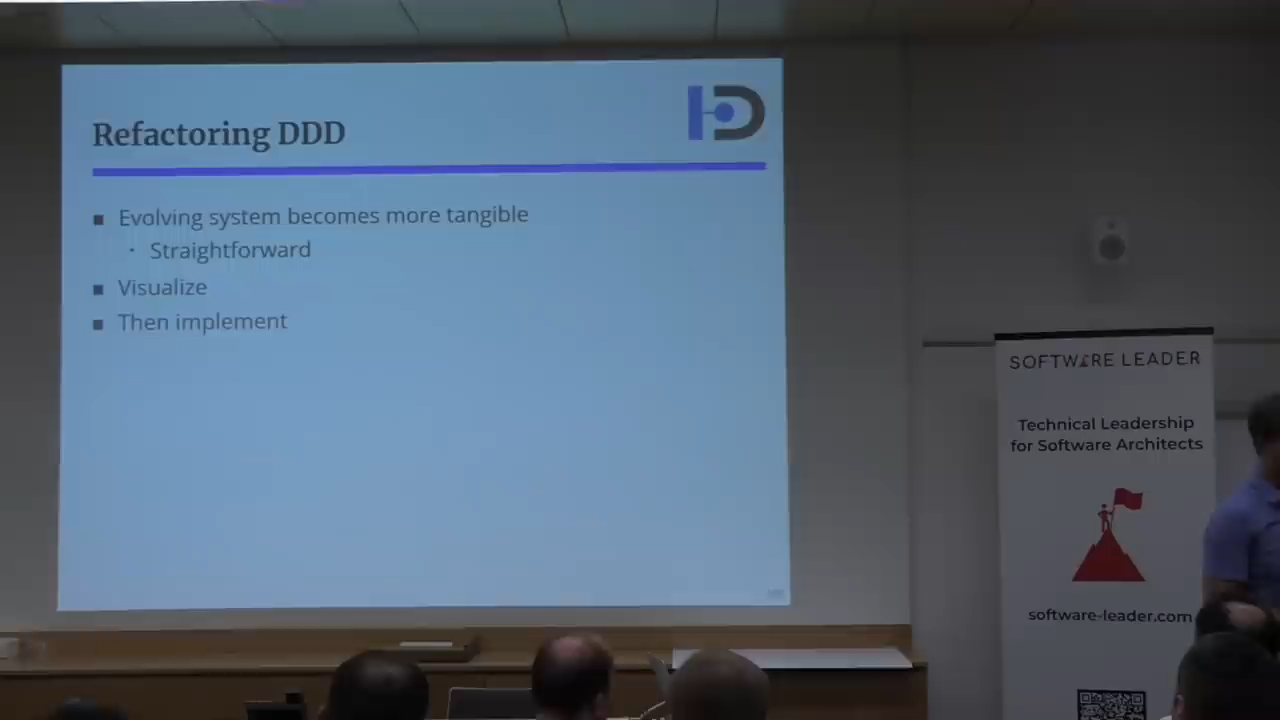 Refactoring DDD
Evolving system becomes more tangible
Straightforward
Visualize
Then implement
SOFTWARE LEADER
Technical Leadership
for Software Architects
software-leader.com